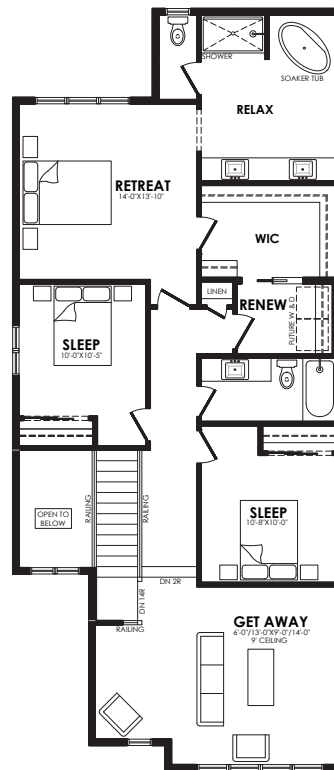 SHOWER
SOAKER TUB
RELAX
RETREAT
14'-0"X13'-10"
WIC
LINEN
RENEW
FUTURE W & D
SLEEP
10'-0"X10'-5"
OPEN TO
BELOW
RAILING
RAILING
SLEEP
10'-8"X10'-0"
DN 2R
DN 14R
RAILING
GET AWAY
6'-0"/13'-0"X9'-0"/14'-0"
9' CEILING